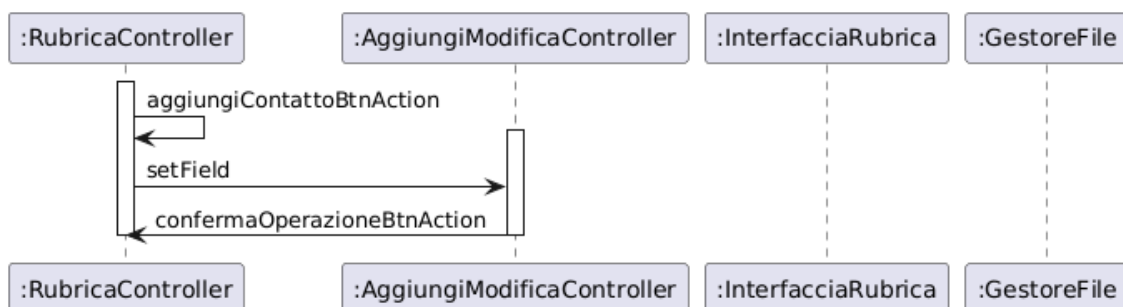 :RubricaController
:AggiungiModificaController
:InterfacciaRubrica
:GestoreFile
aggiungiContattoBtnAction
setField
confermaOperazioneBtnAction
:RubricaController
:AggiungiModificaController
:InterfacciaRubrica
:GestoreFile